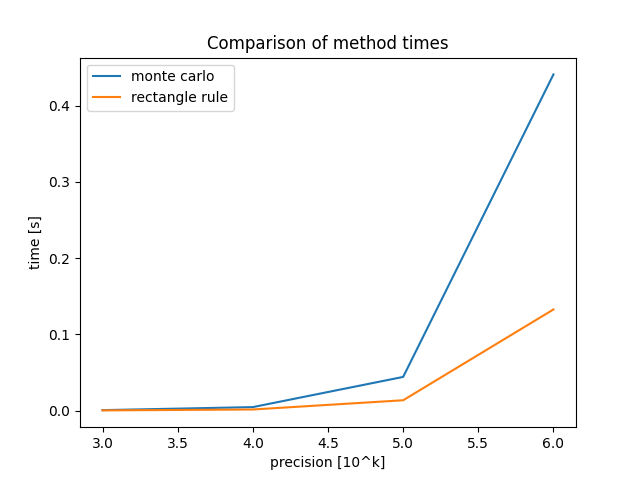 Comparison of method times
monte carlo
rectangle rule
time [s]
0.4
0.3
0.2
0.1
0.0
3.0 3.5 4.0 4.5 5.0 5.5 6.0
precision [10^k]